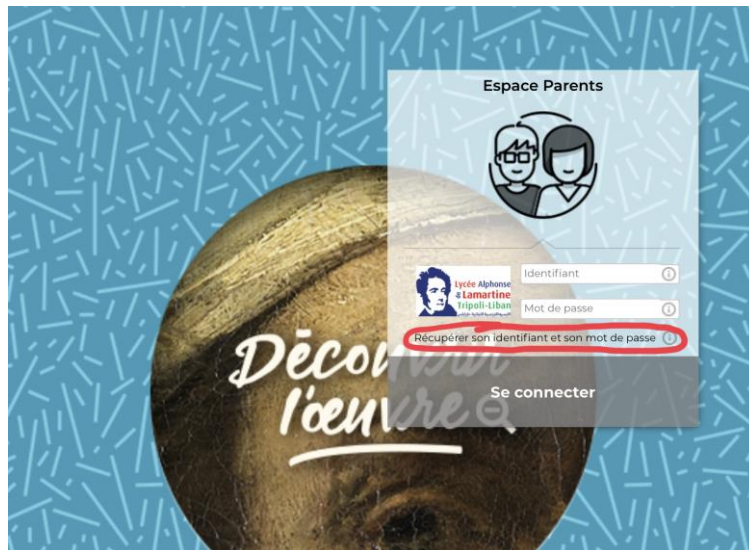 Espace Parents
Identifiant
Lycée Alphonse
de Lamartine
Tripoli-Liban
Mot de passe
Récupérer son identifiant et son mot de passe
Se connecter
Découvrir
l'œuvre